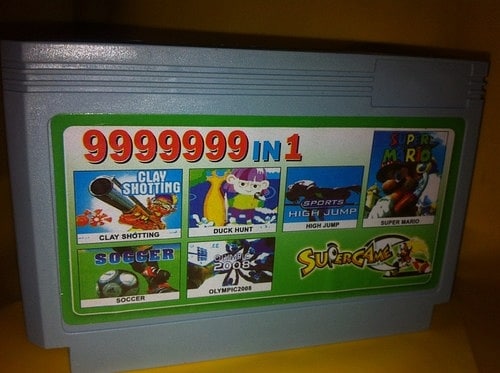 9999999 IN 1
CLAY
SHOTTING
CLAY SHOTTING
DUCK HUNT
SPORTS
HIGH JUMP
HIGH JUMP
SUPER
MARIO
SUPER MARIO
SOCCER
SOCCER
2008
OLYMPIC2008
SUPERGAME